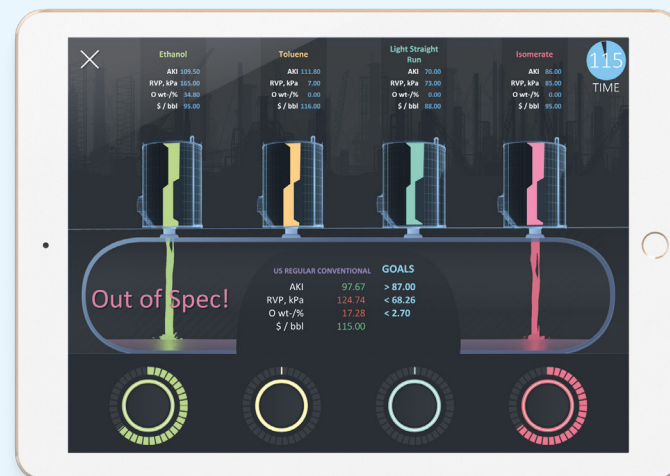 Ethanol
AKI 109.50
RVP, kPa 165.00
O wt-/% 34.80
$ / bbl 95.00
Toluene
AKI 111.80
RVP, kPa 7.00
O wt-/% 0.00
$ / bbl 116.00
Light Straight
Run
AKI 70.00
RVP, kPa 73.00
O wt-/% 0.00
$ / bbl 88.00
Isomerate
AKI 86.00
RVP, kPa 85.00
O wt-/% 0.00
$ / bbl 95.00
115
TIME
Out of Spec!
US REGULAR CONVENTIONAL GOALS
AKI 97.67 > 87.00
RVP, kPa 124.74 < 68.26
O wt-/% 17.28 < 2.70
$ / bbl 115.00